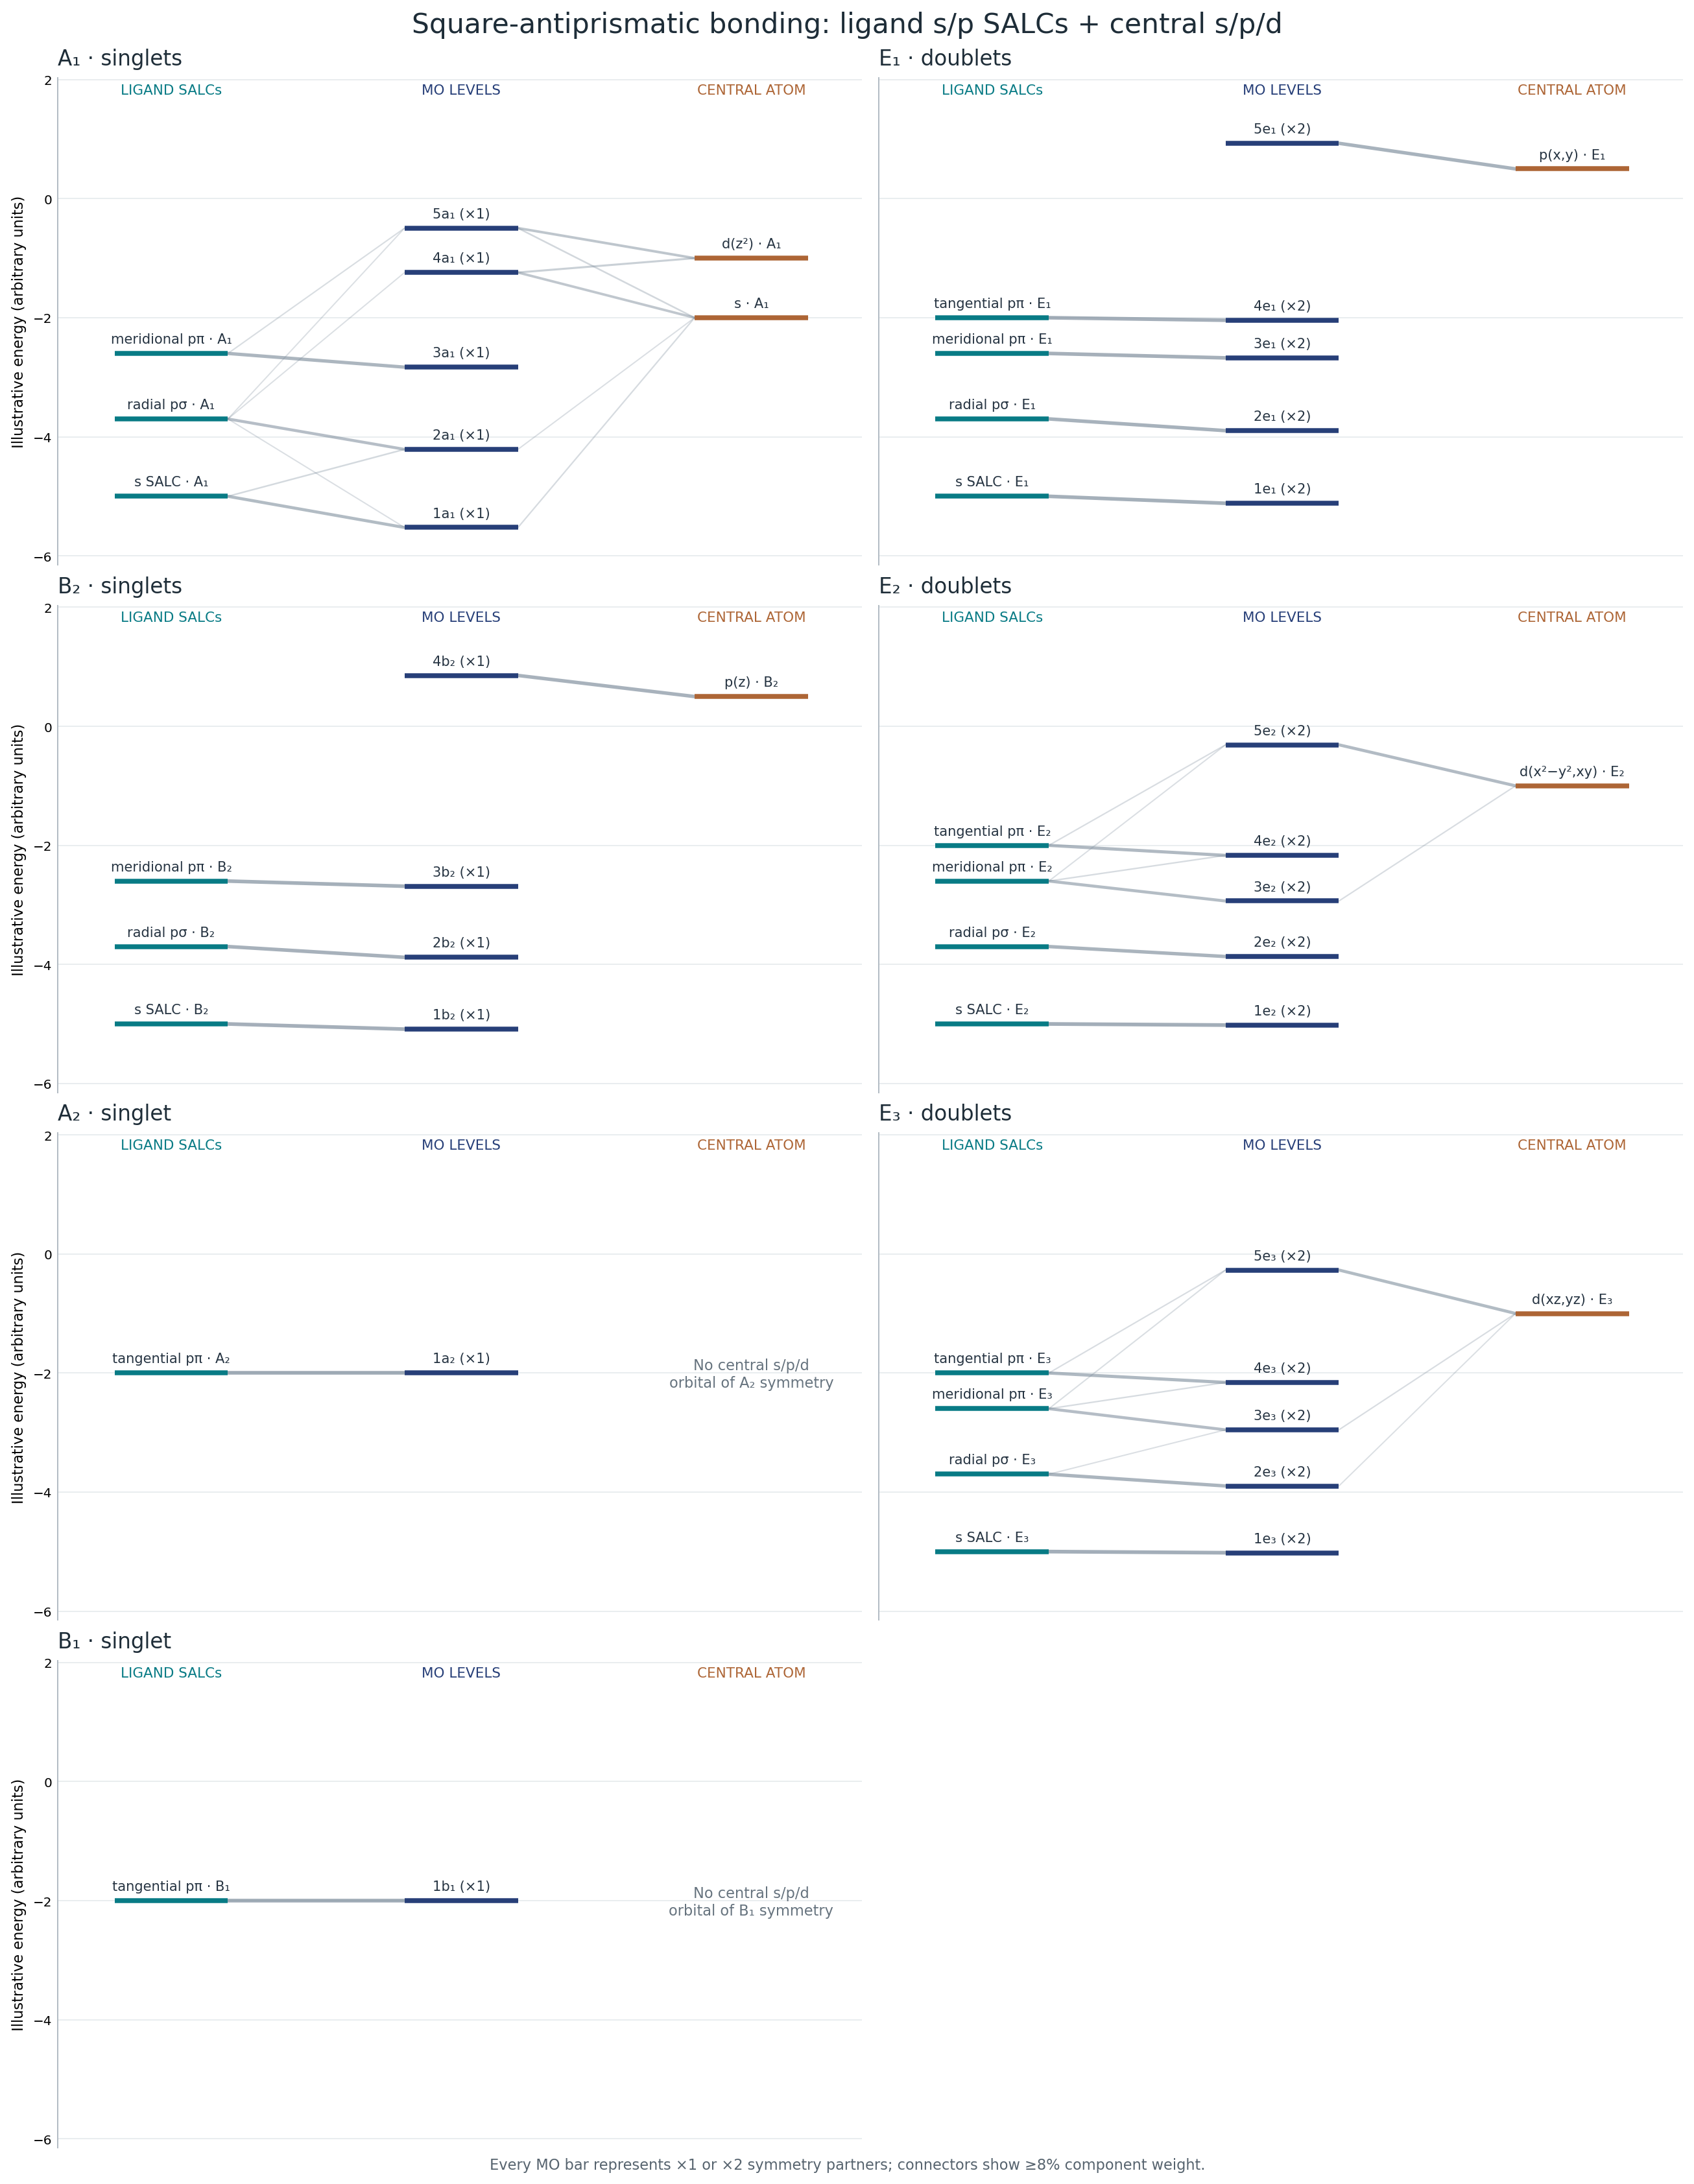 Square-antiprismatic bonding: ligand s/p SALCs + central s/p/d
A₁ · singlets
LIGAND SALCs
MO LEVELS
CENTRAL ATOM
Illustrative energy (arbitrary units)
2
0
−2
−4
−6
5a₁ (×1)
4a₁ (×1)
3a₁ (×1)
2a₁ (×1)
1a₁ (×1)
meridional pπ · A₁
radial pσ · A₁
s SALC · A₁
d(z²) · A₁
s · A₁
E₁ · doublets
LIGAND SALCs
MO LEVELS
CENTRAL ATOM
5e₁ (×2)
4e₁ (×2)
3e₁ (×2)
2e₁ (×2)
1e₁ (×2)
tangential pπ · E₁
meridional pπ · E₁
radial pσ · E₁
s SALC · E₁
p(x,y) · E₁
B₂ · singlets
LIGAND SALCs
MO LEVELS
CENTRAL ATOM
Illustrative energy (arbitrary units)
2
0
−2
−4
−6
4b₂ (×1)
3b₂ (×1)
2b₂ (×1)
1b₂ (×1)
meridional pπ · B₂
radial pσ · B₂
s SALC · B₂
p(z) · B₂
E₂ · doublets
LIGAND SALCs
MO LEVELS
CENTRAL ATOM
5e₂ (×2)
4e₂ (×2)
3e₂ (×2)
2e₂ (×2)
1e₂ (×2)
tangential pπ · E₂
meridional pπ · E₂
radial pσ · E₂
s SALC · E₂
d(x²−y²,xy) · E₂
A₂ · singlet
LIGAND SALCs
MO LEVELS
CENTRAL ATOM
Illustrative energy (arbitrary units)
2
0
−2
−4
−6
tangential pπ · A₂
1a₂ (×1)
No central s/p/d
orbital of A₂ symmetry
E₃ · doublets
LIGAND SALCs
MO LEVELS
CENTRAL ATOM
5e₃ (×2)
4e₃ (×2)
3e₃ (×2)
2e₃ (×2)
1e₃ (×2)
tangential pπ · E₃
meridional pπ · E₃
radial pσ · E₃
s SALC · E₃
d(xz,yz) · E₃
B₁ · singlet
LIGAND SALCs
MO LEVELS
CENTRAL ATOM
Illustrative energy (arbitrary units)
2
0
−2
−4
−6
tangential pπ · B₁
1b₁ (×1)
No central s/p/d
orbital of B₁ symmetry
Every MO bar represents ×1 or ×2 symmetry partners; connectors show ≥8% component weight.